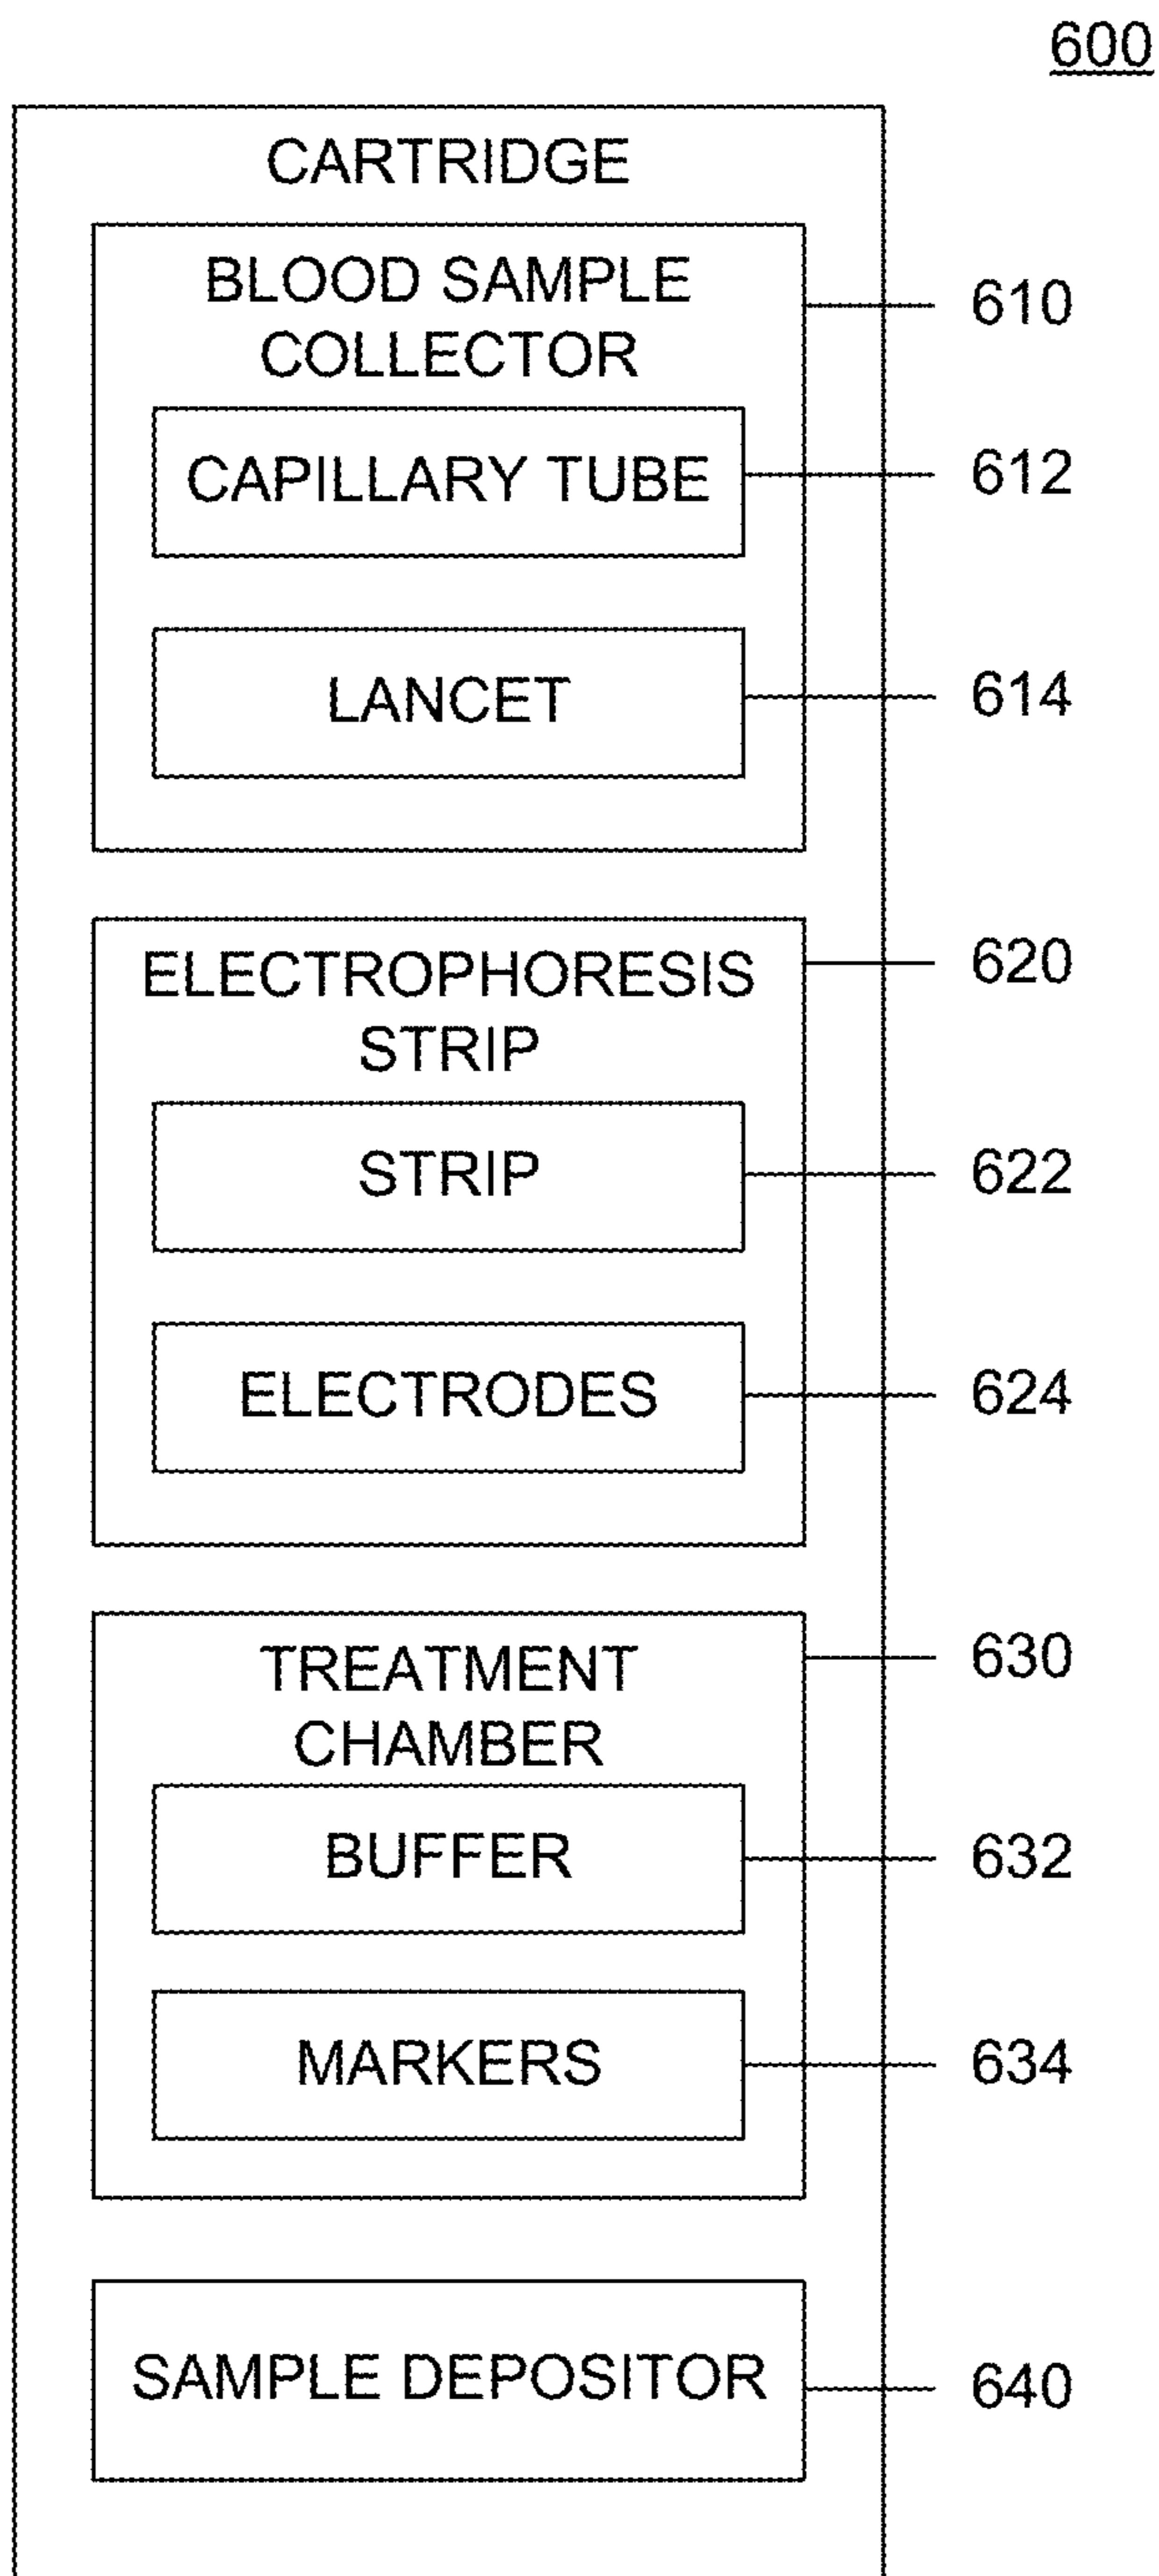 600
CARTRIDGE
BLOOD SAMPLE
COLLECTOR
610
CAPILLARY TUBE
612
LANCET
614
ELECTROPHORESIS
STRIP
620
STRIP
622
ELECTRODES
624
TREATMENT
CHAMBER
630
BUFFER
632
MARKERS
634
SAMPLE DEPOSITOR
640